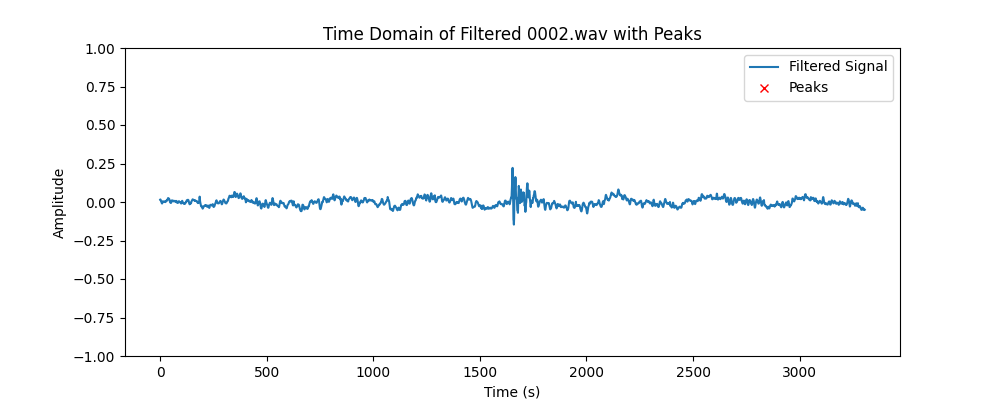 Time Domain of Filtered 0002.wav with Peaks
1.00
0.75
0.50
0.25
0.00
−0.25
−0.50
−0.75
−1.00
Amplitude
Filtered Signal
Peaks
0 500 1000 1500 2000 2500 3000
Time (s)